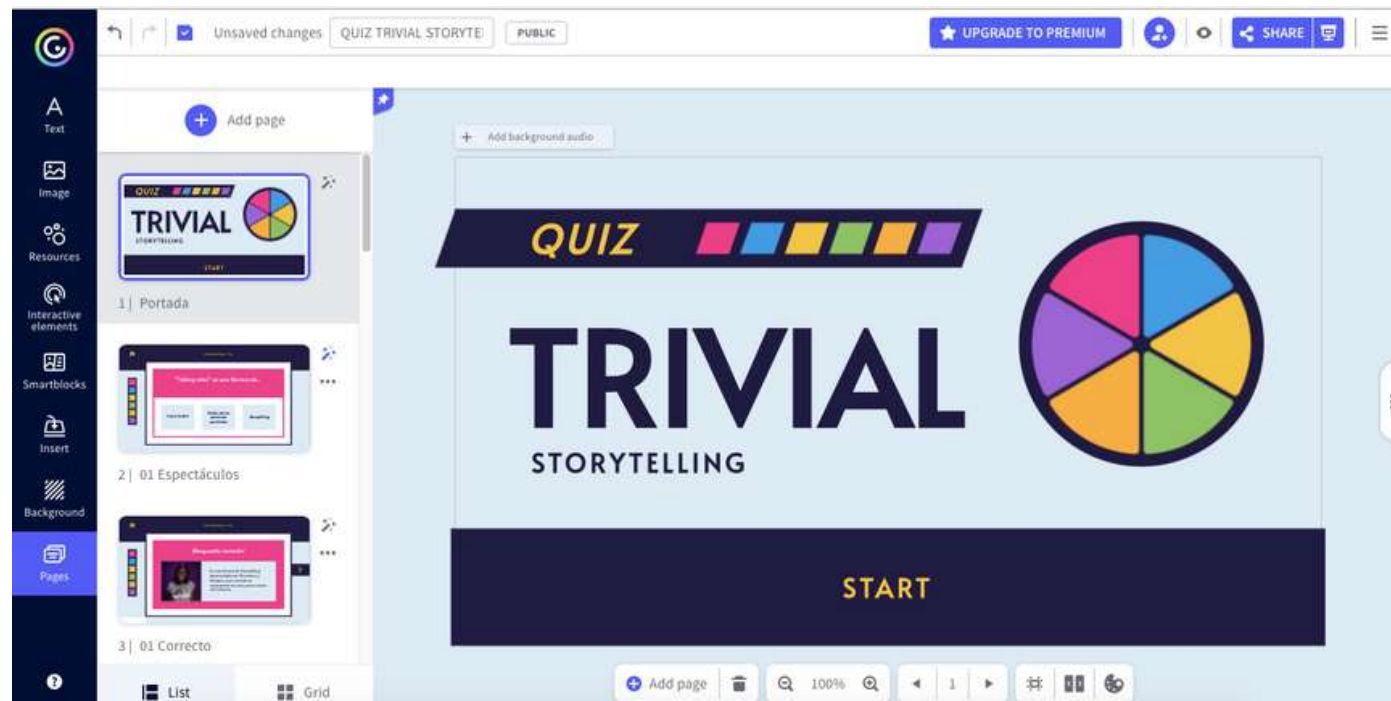 Unsaved changes
QUIZ TRIVIAL STORYTE
PUBLIC
UPGRADE TO PREMIUM
SHARE
Text
Image
Resources
Interactive
elements
Smartblocks
Insert
Background
Pages
Add page
QUIZ
TRIVIAL
STORYTELLING
START
1| Portada
2| 01 Espectáculos
3| 01 Correcto
List
Grid
Add background audio
QUIZ
TRIVIAL
STORYTELLING
START
Add page
100%
1